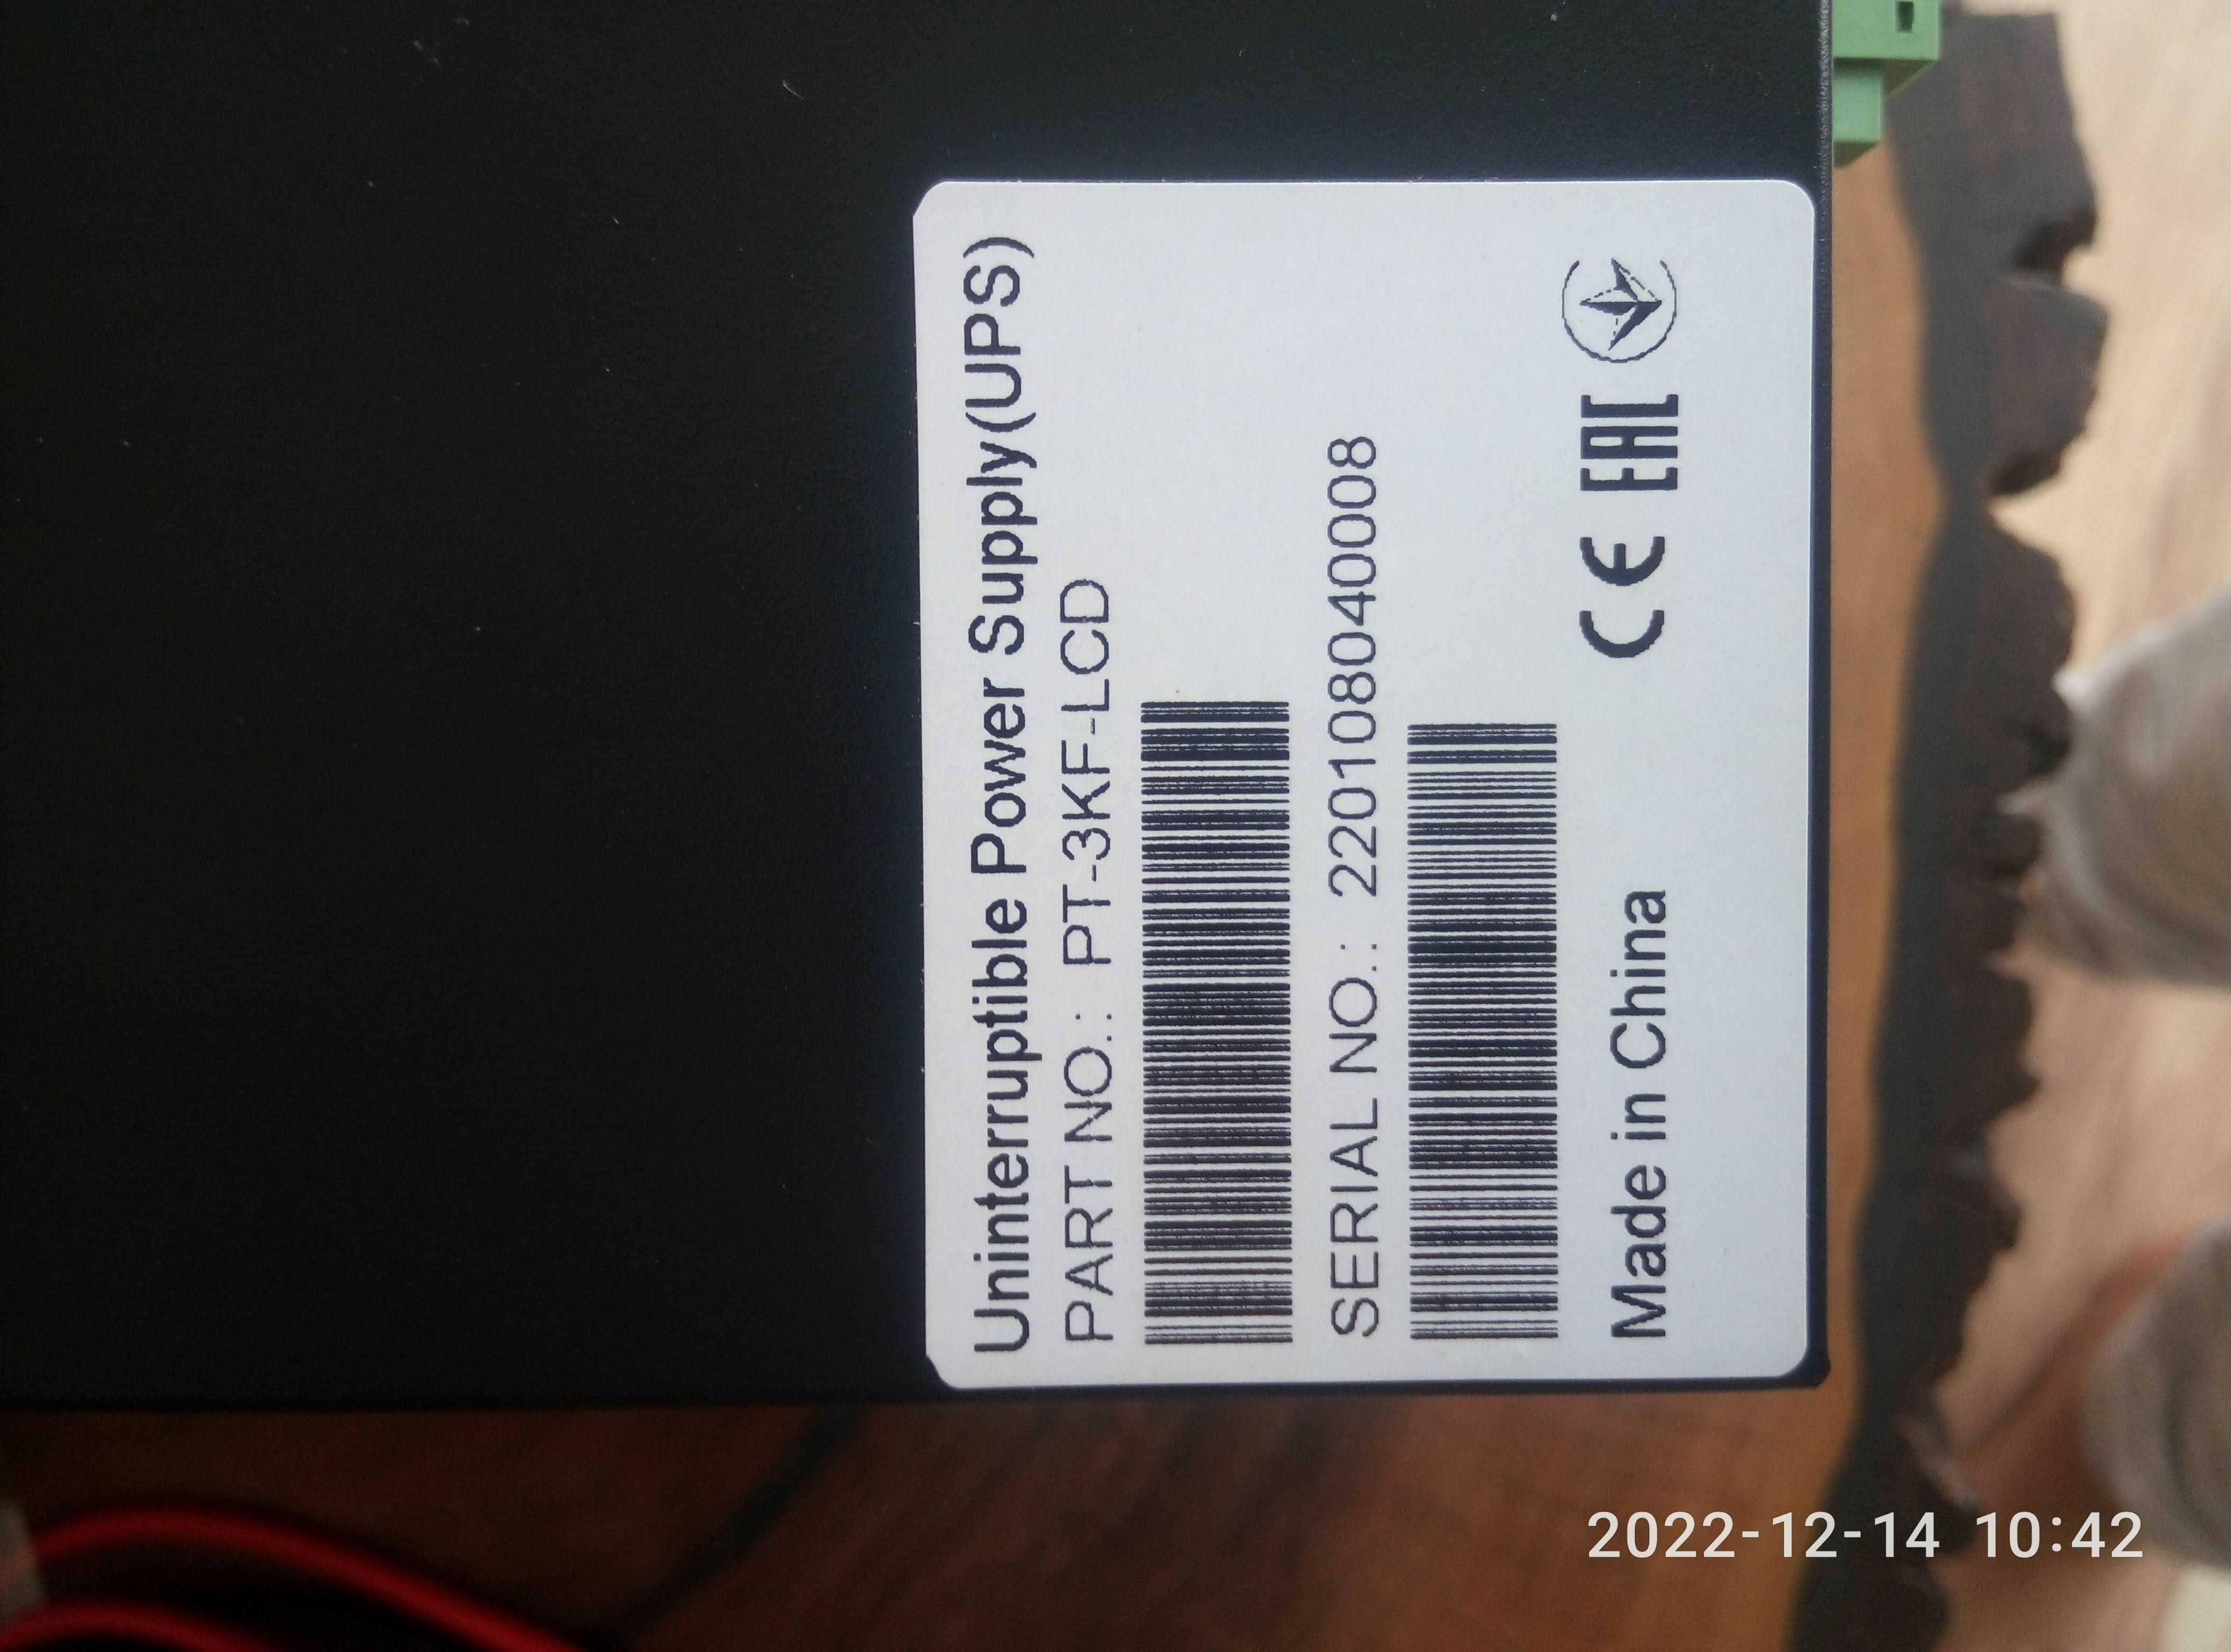 Uninterruptible Power Supply(UPS)
PART NO.: PT-3KF-LCD
SERIAL NO.: 220108040008
Made in China CE EAC
2022-12-14 10:42